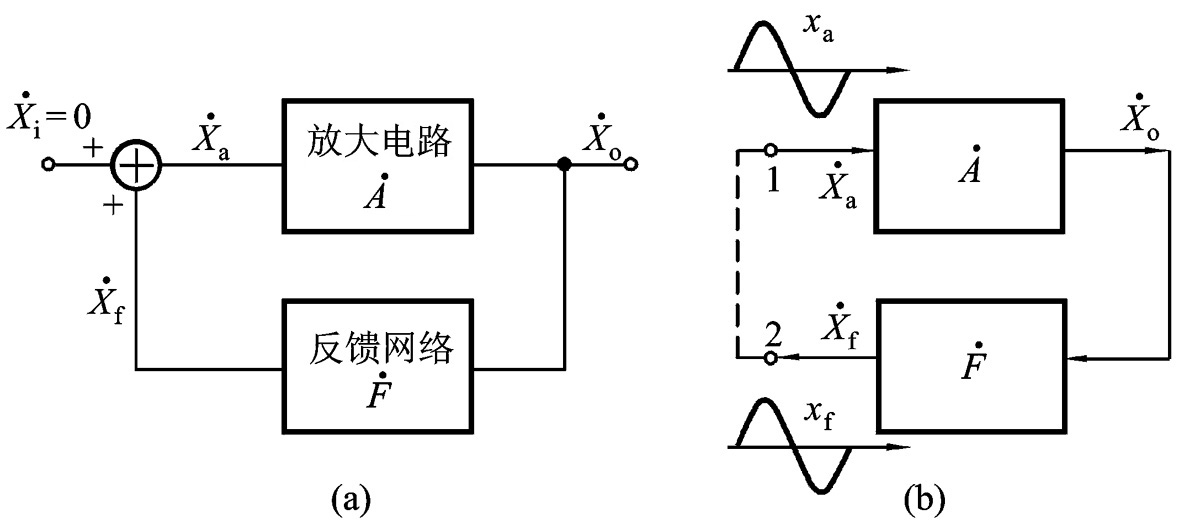 Ẋi = 0
+
+
Ẋa
放大电路
Ȧ
Ẋo
Ẋf
反馈网络
Ḟ
(a)
xa
1
Ẋa
Ȧ
Ẋo
2
Ẋf
Ḟ
xf
(b)